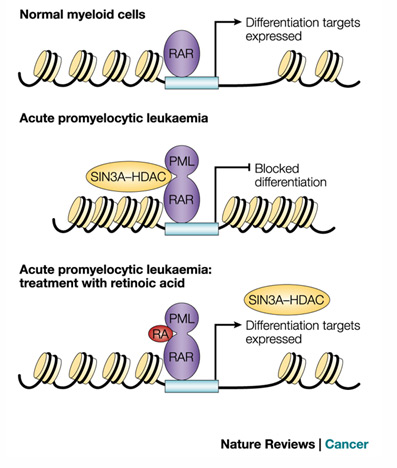 Normal myeloid cells
Differentiation targets
expressed
RAR
Acute promyelocytic leukaemia
PML
SIN3A–HDAC
Blocked
differentiation
RAR
Acute promyelocytic leukaemia:
treatment with retinoic acid
SIN3A–HDAC
PML
RA
Differentiation targets
expressed
RAR
Nature Reviews | Cancer